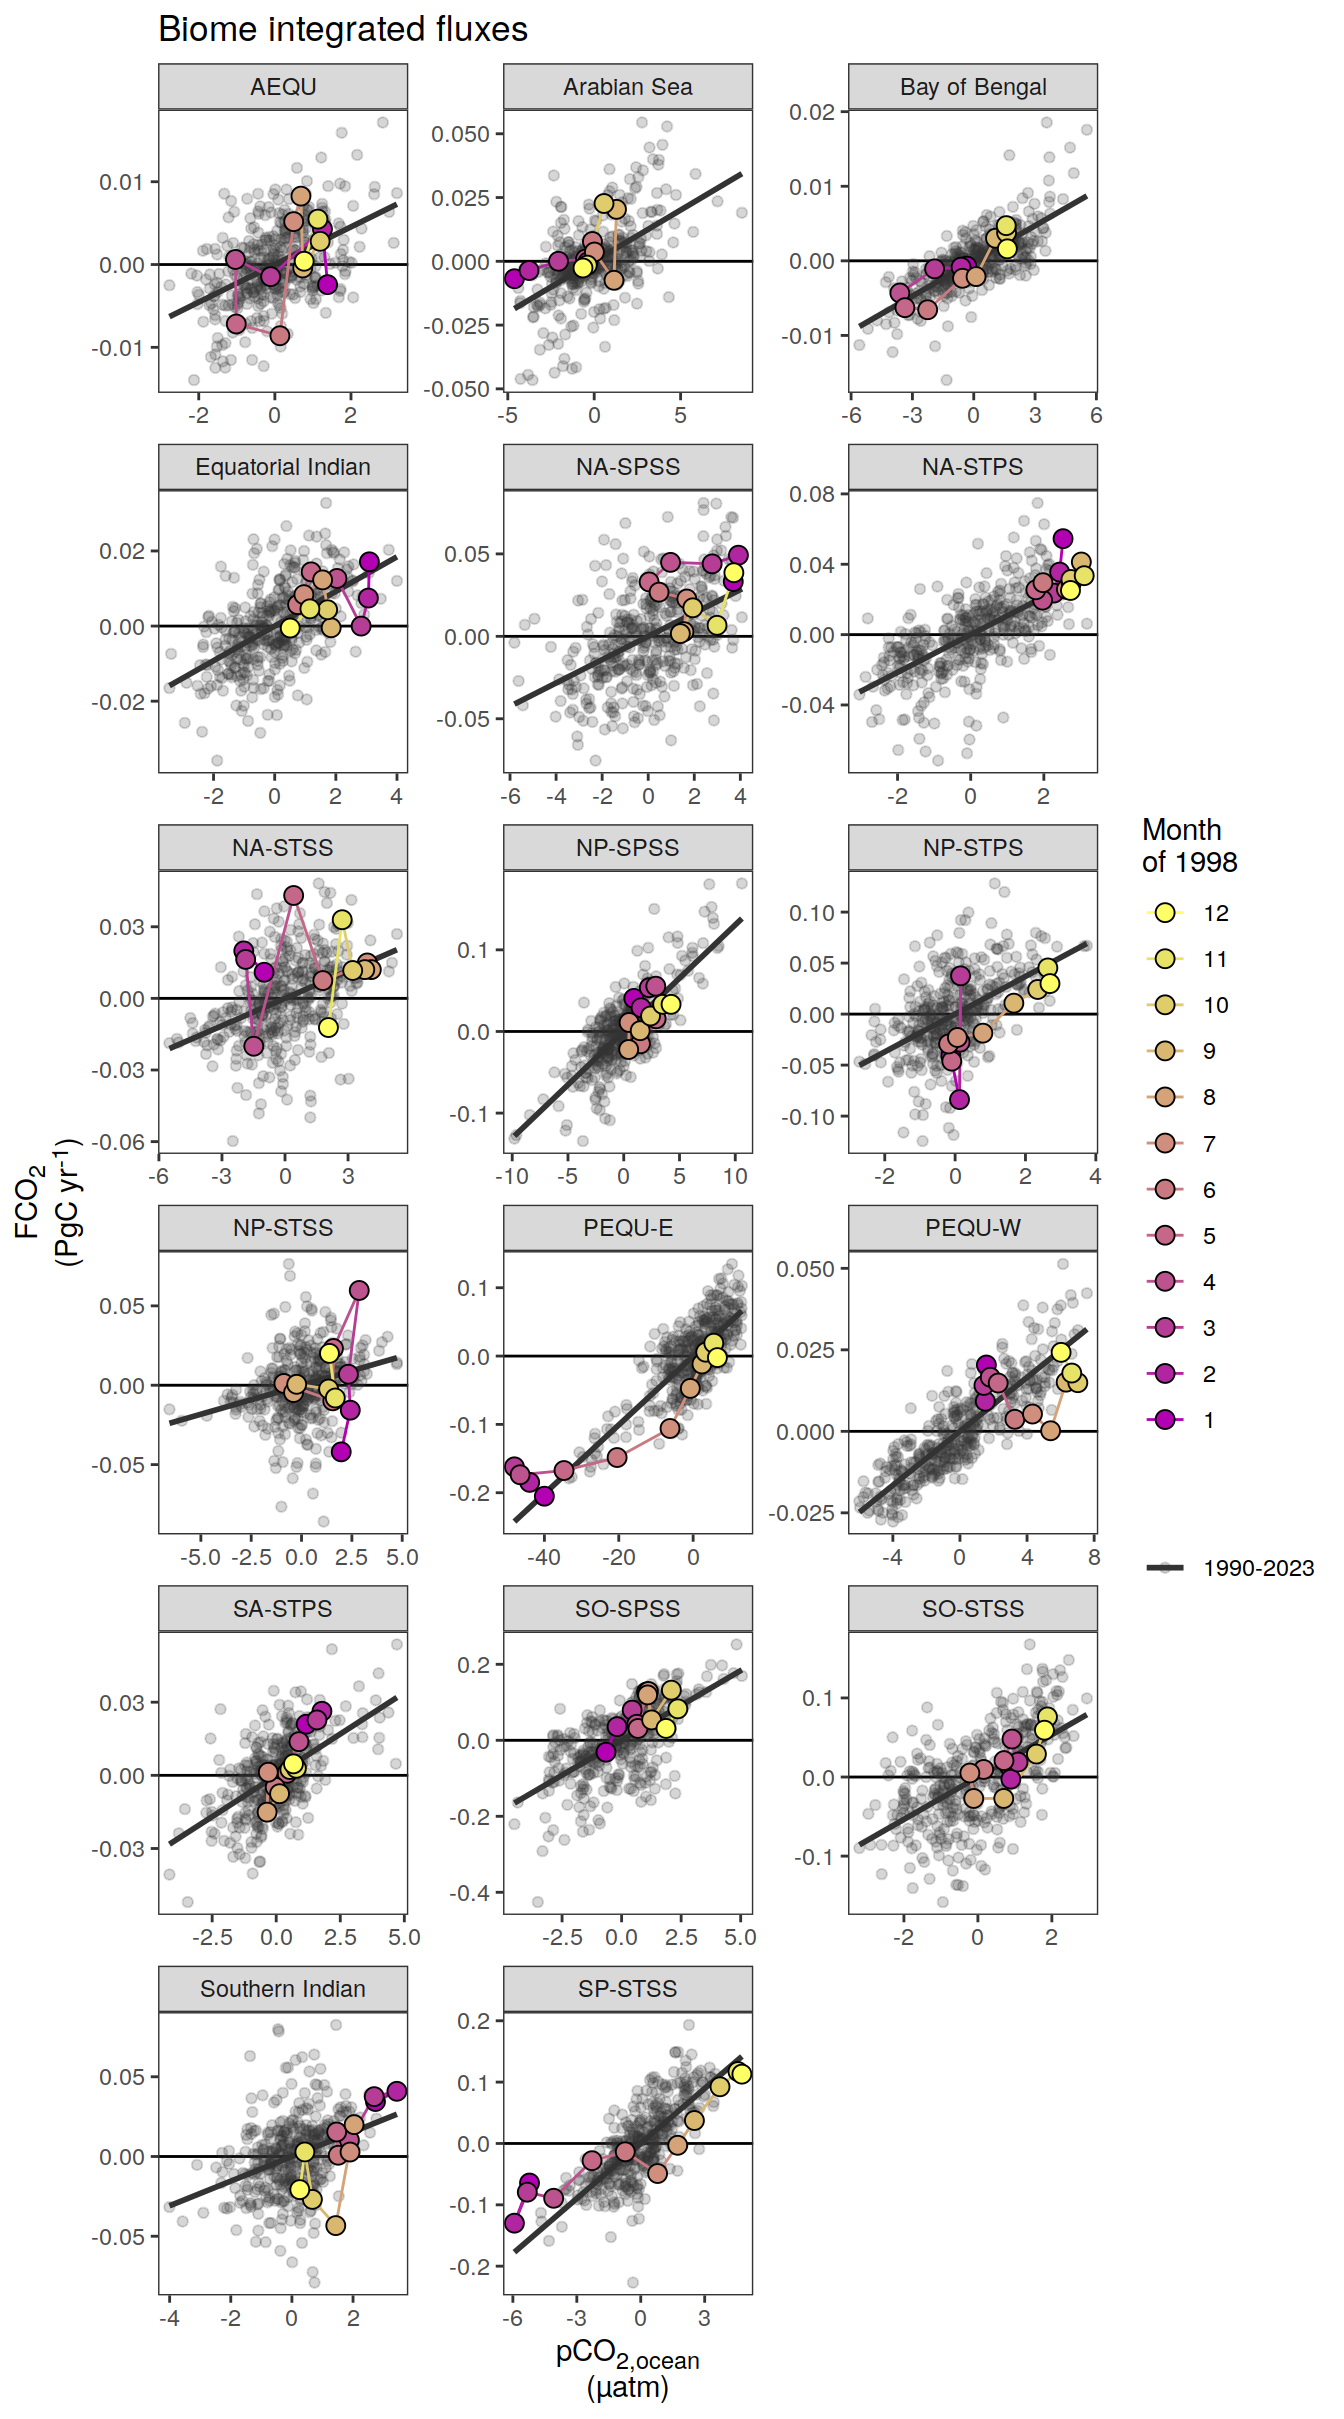 Biome integrated fluxes
AEQU Arabian Sea Bay of Bengal
0.01
0.00
-0.01
-2 0 2
0.050
0.025
0.000
-0.025
-0.050
-5 0 5
0.02
0.01
0.00
-0.01
-6 -3 0 3 6
Equatorial Indian NA-SPSS NA-STPS
0.02
0.00
-0.02
-2 0 2 4
0.05
0.00
-0.05
-6 -4 -2 0 2 4
0.08
0.04
0.00
-0.04
-2 0 2
NA-STSS NP-SPSS NP-STPS
0.03
0.00
-0.03
-0.06
-6 -3 0 3
0.1
0.0
-0.1
-10 -5 0 5 10
0.10
0.05
0.00
-0.05
-0.10
-2 0 2 4
NP-STSS PEQU-E PEQU-W
0.05
0.00
-0.05
-5.0 -2.5 0.0 2.5 5.0
0.1
0.0
-0.1
-0.2
-40 -20 0
0.050
0.025
0.000
-0.025
-4 0 4 8
SA-STPS SO-SPSS SO-STSS
0.03
0.00
-0.03
-2.5 0.0 2.5 5.0
0.2
0.0
-0.2
-0.4
-2.5 0.0 2.5 5.0
0.1
0.0
-0.1
-2 0 2
Southern Indian SP-STSS
0.05
0.00
-0.05
-4 -2 0 2
0.2
0.1
0.0
-0.1
-0.2
-6 -3 0 3
FCO2
(PgC yr-1)
pCO2,ocean
(µatm)
Month
of 1998
12
11
10
9
8
7
6
5
4
3
2
1
1990-2023